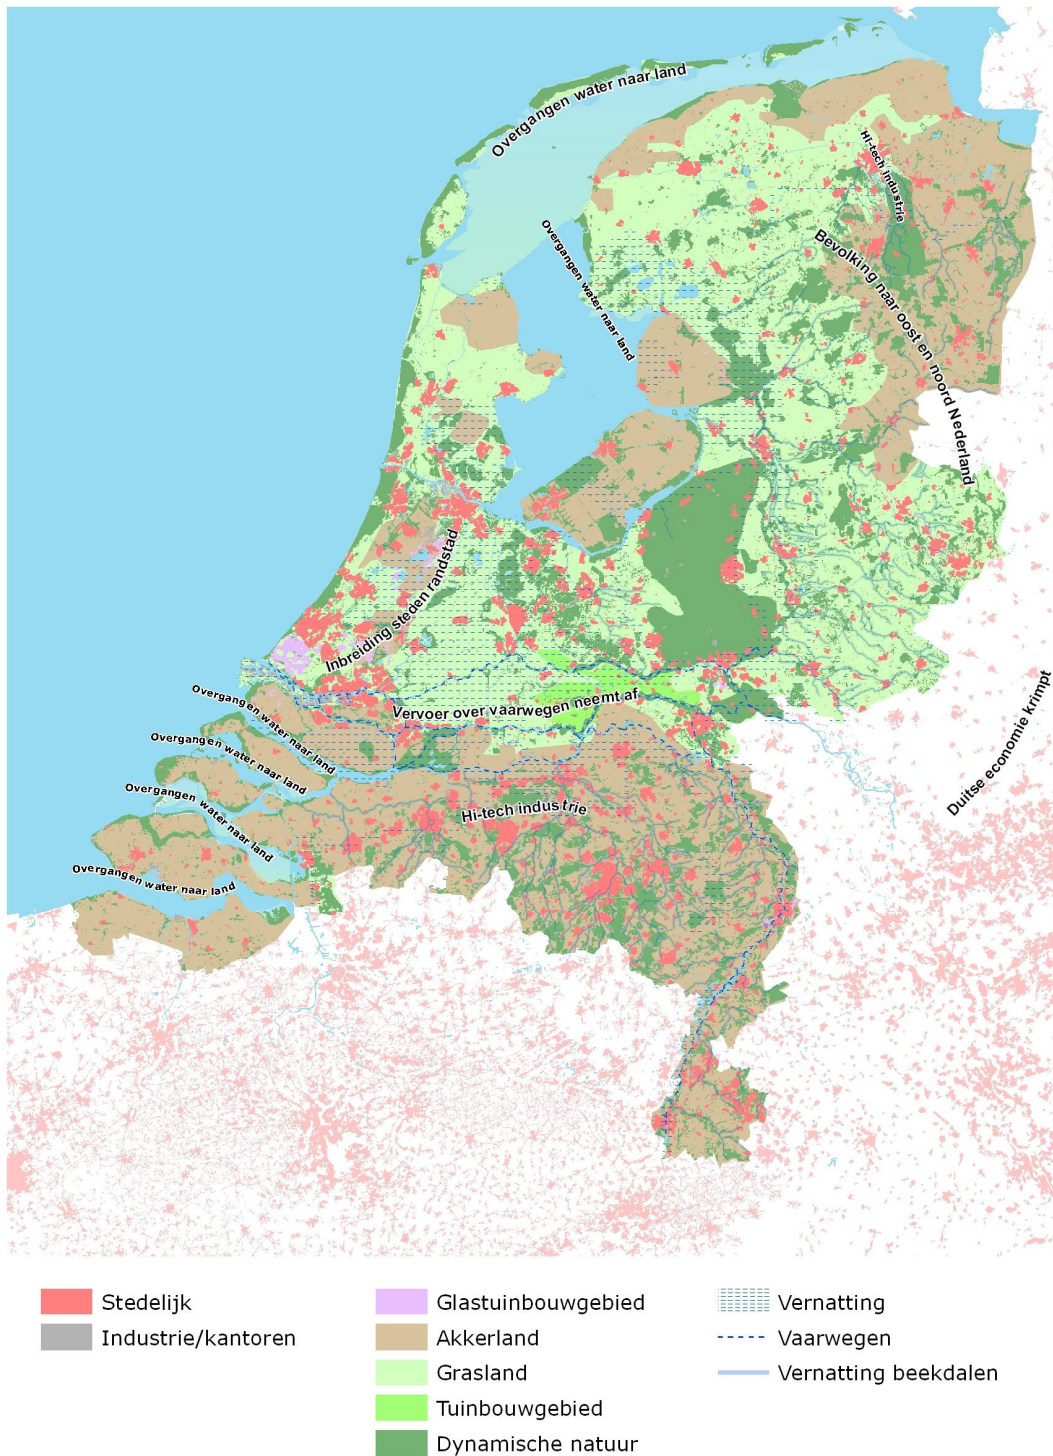 Overgangen water naar land
Hi-tech industrie
Overgangen water naar land
Bevolking naar oost en noord Nederland
Inbreiding steden randstad
Vervoer over vaarwegen neemt af
Duitse economie krimpt
Overgangen water naar land
Overgangen water naar land
Overgangen water naar land
Hi-tech industrie
Overgangen water naar land
Stedelijk
Industrie/kantoren
Glastuinbouwgebied
Akkerland
Grasland
Tuinbouwgebied
Dynamische natuur
Vernatting
Vaarwegen
Vernatting beekdalen